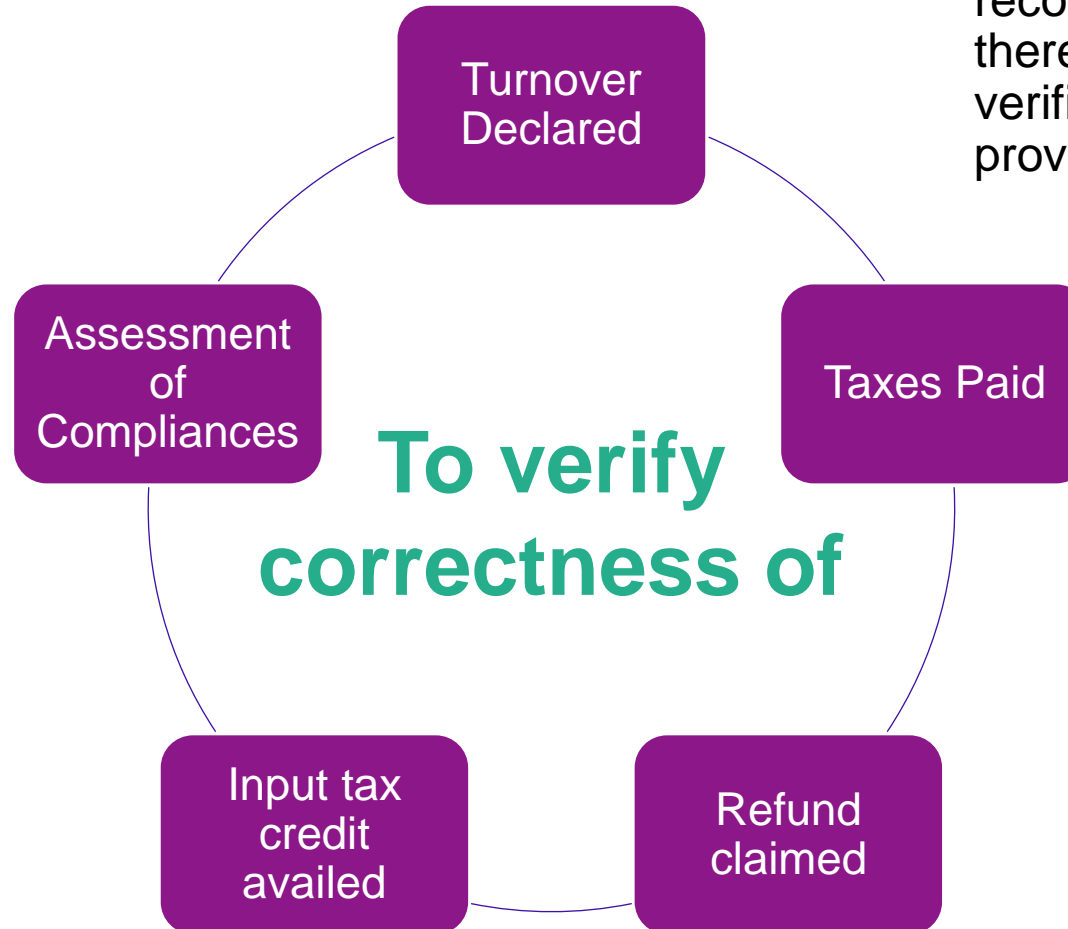 Turnover
Declared
Taxes Paid
Refund
claimed
Input tax
credit
availed
Assessment
of
Compliances
To verify
correctness of